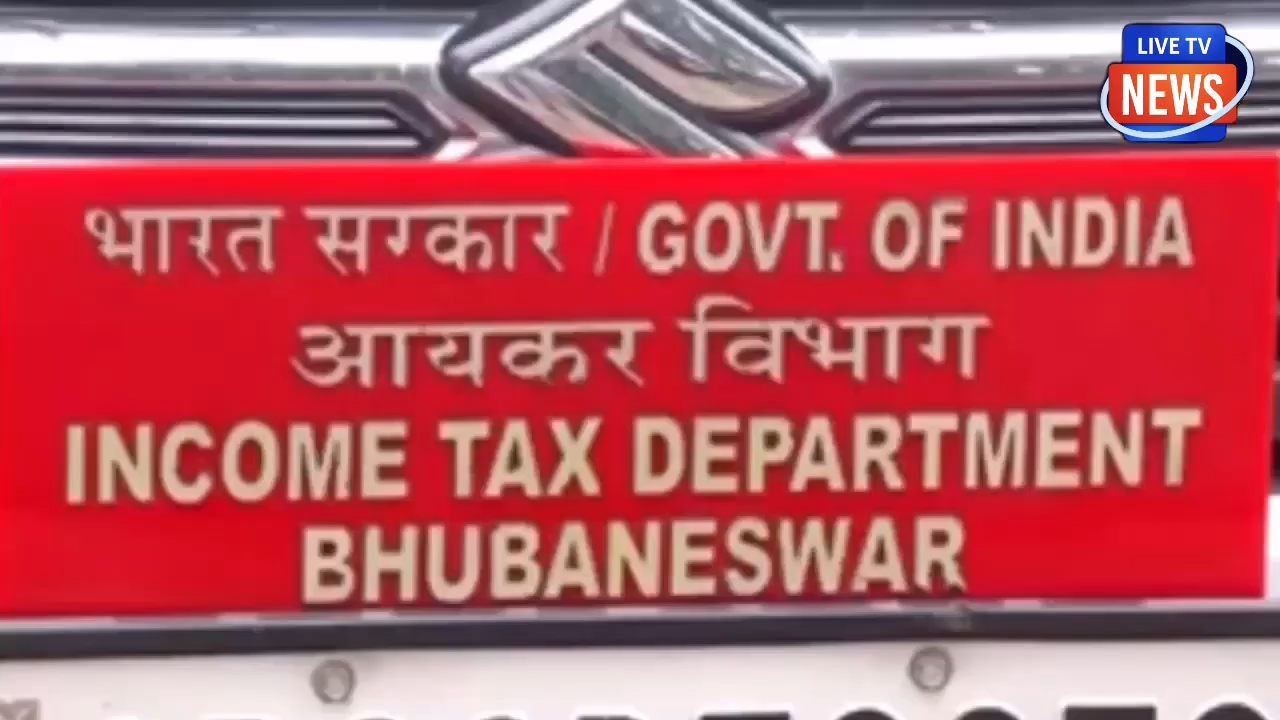 LIVE TV
NEWS
भारत सरकार / GOVT. OF INDIA
आयकर विभाग
INCOME TAX DEPARTMENT
BHUBANESWAR